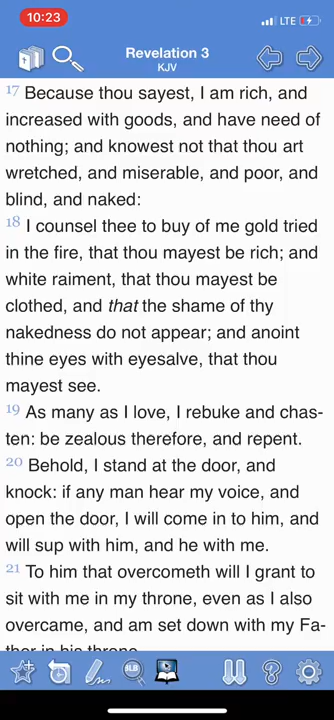 10:23
LTE
Revelation 3
KJV
17 Because thou sayest, I am rich, and
increased with goods, and have need of
nothing; and knowest not that thou art
wretched, and miserable, and poor, and
blind, and naked:
18 I counsel thee to buy of me gold tried
in the fire, that thou mayest be rich; and
white raiment, that thou mayest be
clothed, and that the shame of thy
nakedness do not appear; and anoint
thine eyes with eyesalve, that thou
mayest see.
19 As many as I love, I rebuke and chas-
ten: be zealous therefore, and repent.
20 Behold, I stand at the door, and
knock: if any man hear my voice, and
open the door, I will come in to him, and
will sup with him, and he with me.
21 To him that overcometh will I grant to
sit with me in my throne, even as I also
overcame, and am set down with my Fa-
ther in his throne
BLB